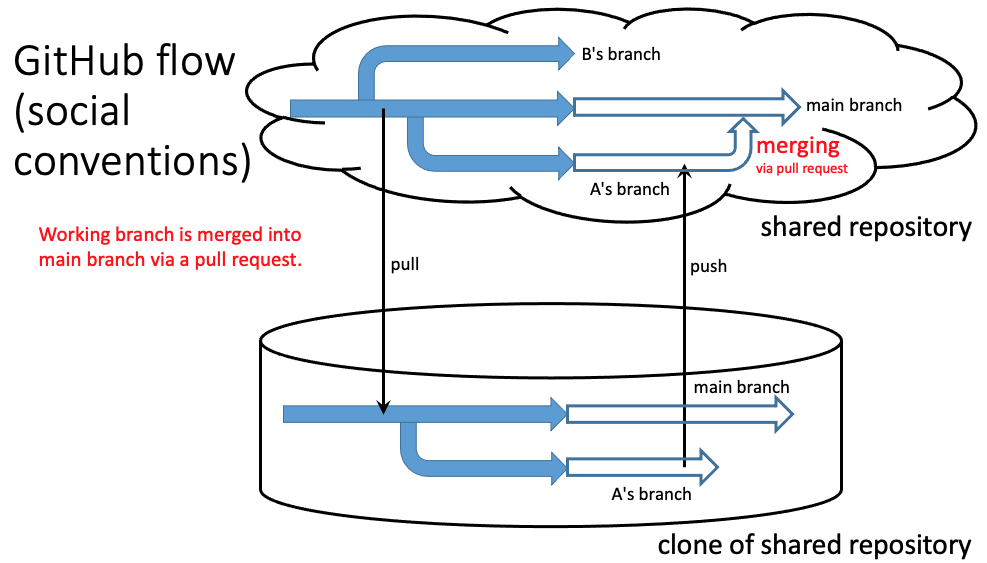 GitHub flow
(social
conventions)
B's branch
main branch
merging
via pull request
A's branch
shared repository
Working branch is merged into
main branch via a pull request.
pull
push
main branch
A's branch
clone of shared repository